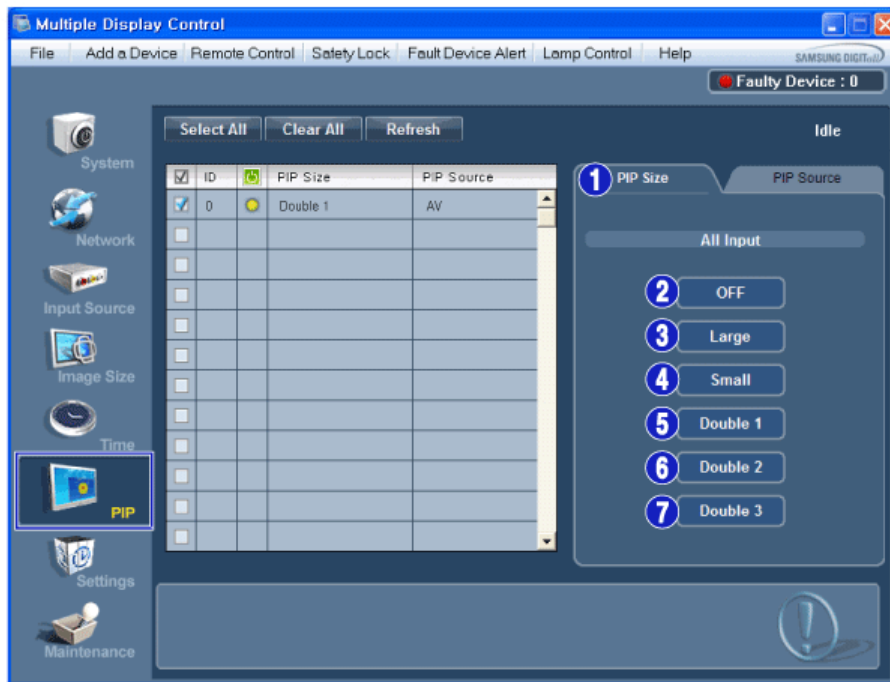 Multiple Display Control
File Add a Device Remote Control Safety Lock Fault Device Alert Lamp Control Help SAMSUNG DIGITall
Faulty Device : 0
Select All Clear All Refresh Idle
System
Network
Input Source
Image Size
Time
PIP
Settings
Maintenance
ID PIP Size PIP Source
0 Double 1 AV
1 PIP Size PIP Source
All Input
2 OFF
3 Large
4 Small
5 Double 1
6 Double 2
7 Double 3